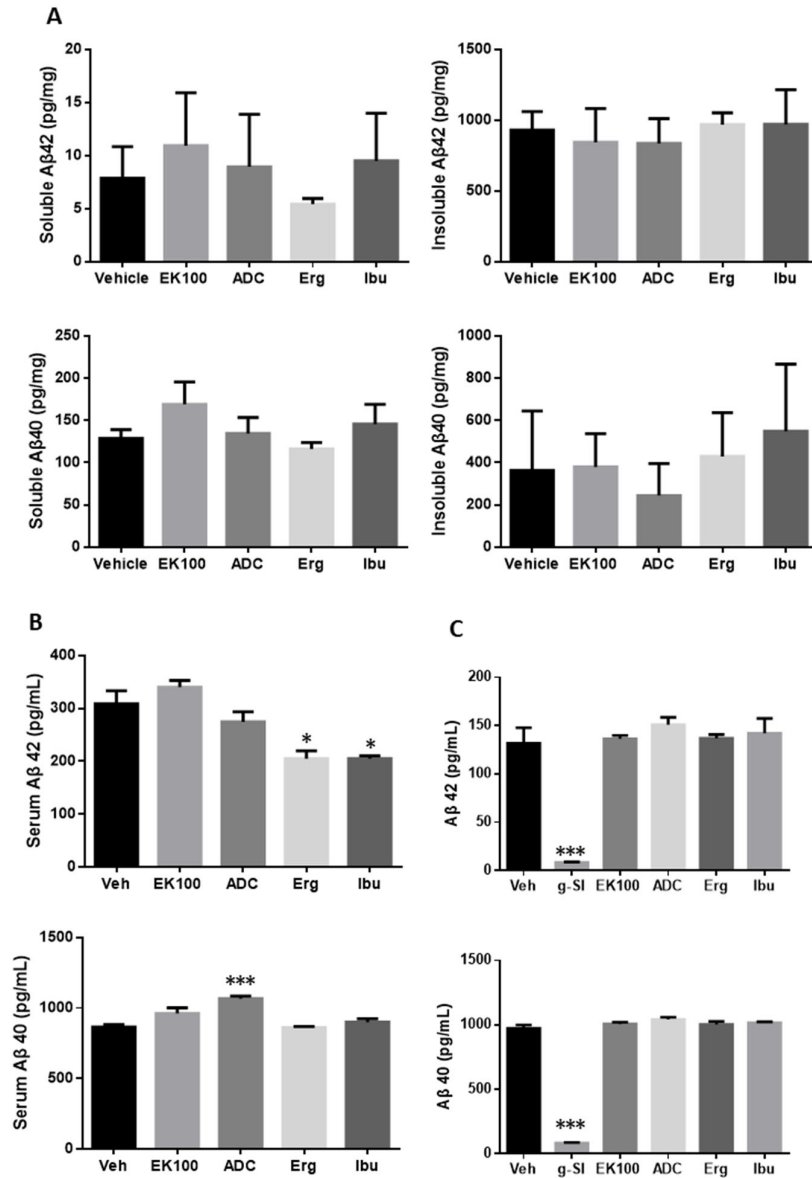 A
Soluble Aβ42 (pg/mg)
20
15
10
5
0
Vehicle EK100 ADC Erg Ibu
Insoluble Aβ42 (pg/mg)
1500
1000
500
0
Vehicle EK100 ADC Erg Ibu
Soluble Aβ40 (pg/mg)
250
200
150
100
50
0
Vehicle EK100 ADC Erg Ibu
Insoluble Aβ40 (pg/mg)
1000
800
600
400
200
0
Vehicle EK100 ADC Erg Ibu
B
Serum Aβ 42 (pg/mL)
400
300
200
100
0
* *
Veh EK100 ADC Erg Ibu
Serum Aβ 40 (pg/mL)
1500
1000
500
0
***
Veh EK100 ADC Erg Ibu
C
Aβ 42 (pg/mL)
200
150
100
50
0
***
Veh g-SI EK100 ADC Erg Ibu
Aβ 40 (pg/mL)
1500
1000
500
0
***
Veh g-SI EK100 ADC Erg Ibu